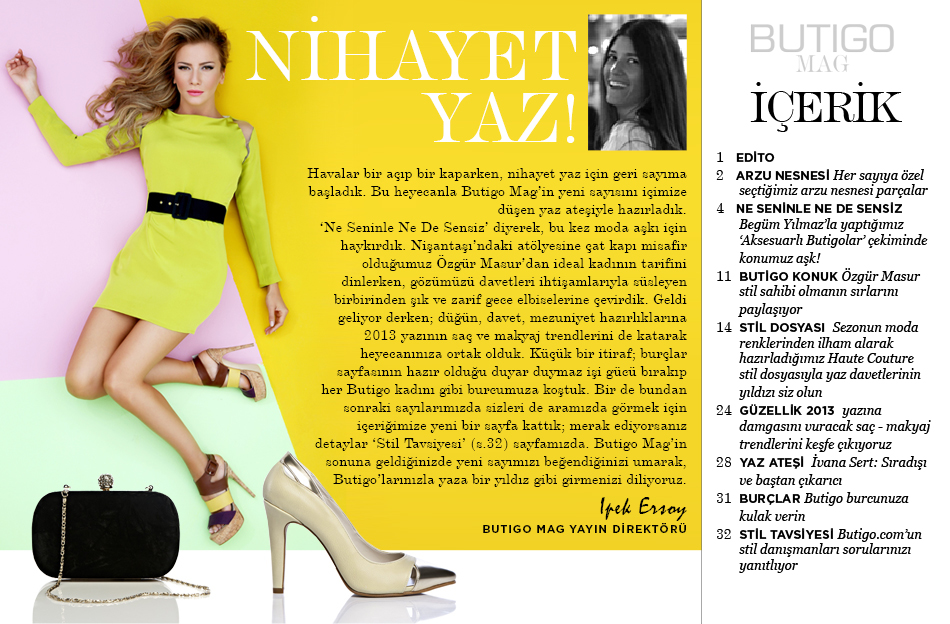 NİHAYET
YAZ!
Havalar bir açıp bir kaparken, nihayet yaz için geri sayıma
başladık. Bu heyecanla Butigo Mag'in yeni sayısını içimize
düşen yaz ateşiyle hazırladık.
'Ne Seninle Ne De Sensiz' diyerek, bu kez moda aşkı için
haykırdık. Nişantaşı'ndaki atölyesine çat kapı misafir
olduğumuz Özgür Masur'dan ideal kadının tarifini
dinlerken, gözümüzü davetleri ihtişamlarıyla süsleyen
birbirinden şık ve zarif gece elbiselerine çevirdik. Geldi
geliyor derken; düğün, davet, mezuniyet hazırlıklarına
2013 yazının saç ve makyaj trendlerini de katarak
heyecanınıza ortak olduk. Küçük bir itiraf; burçlar
sayfasının hazır olduğu duyar duymaz işi gücü bırakıp
her Butigo kadını gibi burcumuza koştuk. Bir de bundan
sonraki sayılarımızda sizleri de aramızda görmek için
içeriğimize yeni bir sayfa kattık; merak ediyorsanız
detaylar 'Stil Tavsiyesi' (s.32) sayfamızda. Butigo Mag'in
sonuna geldiğinizde yeni sayımızı beğendiğinizi umarak,
Butigo'larınızla yaza bir yıldız gibi girmenizi diliyoruz.
Ipek Ersoy
BUTIGO MAG YAYIN DİREKTÖRÜ
BUTIGO
MAG
İÇERİK
1 EDİTO
2 ARZU NESNESİ Her sayıya özel
seçtiğimiz arzu nesnesi parçalar
4 NE SENİNLE NE DE SENSİZ
Begüm Yılmaz'la yaptığımız
'Aksesuarlı Butigolar' çekiminde
konumuz aşk!
11 BUTİGO KONUK Özgür Masur
stil sahibi olmanın sırlarını
paylaşıyor
14 STİL DOSYASI Sezonun moda
renklerinden ilham alarak
hazırladığımız Haute Couture
stil dosyasıyla yaz davetlerinin
yıldızı siz olun
24 GÜZELLİK 2013 yazına
damgasını vuracak saç - makyaj
trendlerini keşfe çıkıyoruz
28 YAZ ATEŞİ İvana Sert: Sıradışı
ve baştan çıkarıcı
31 BURÇLAR Butigo burcunuza
kulak verin
32 STİL TAVSİYESİ Butigo.com'un
stil danışmanları sorularınızı
yanıtlıyor